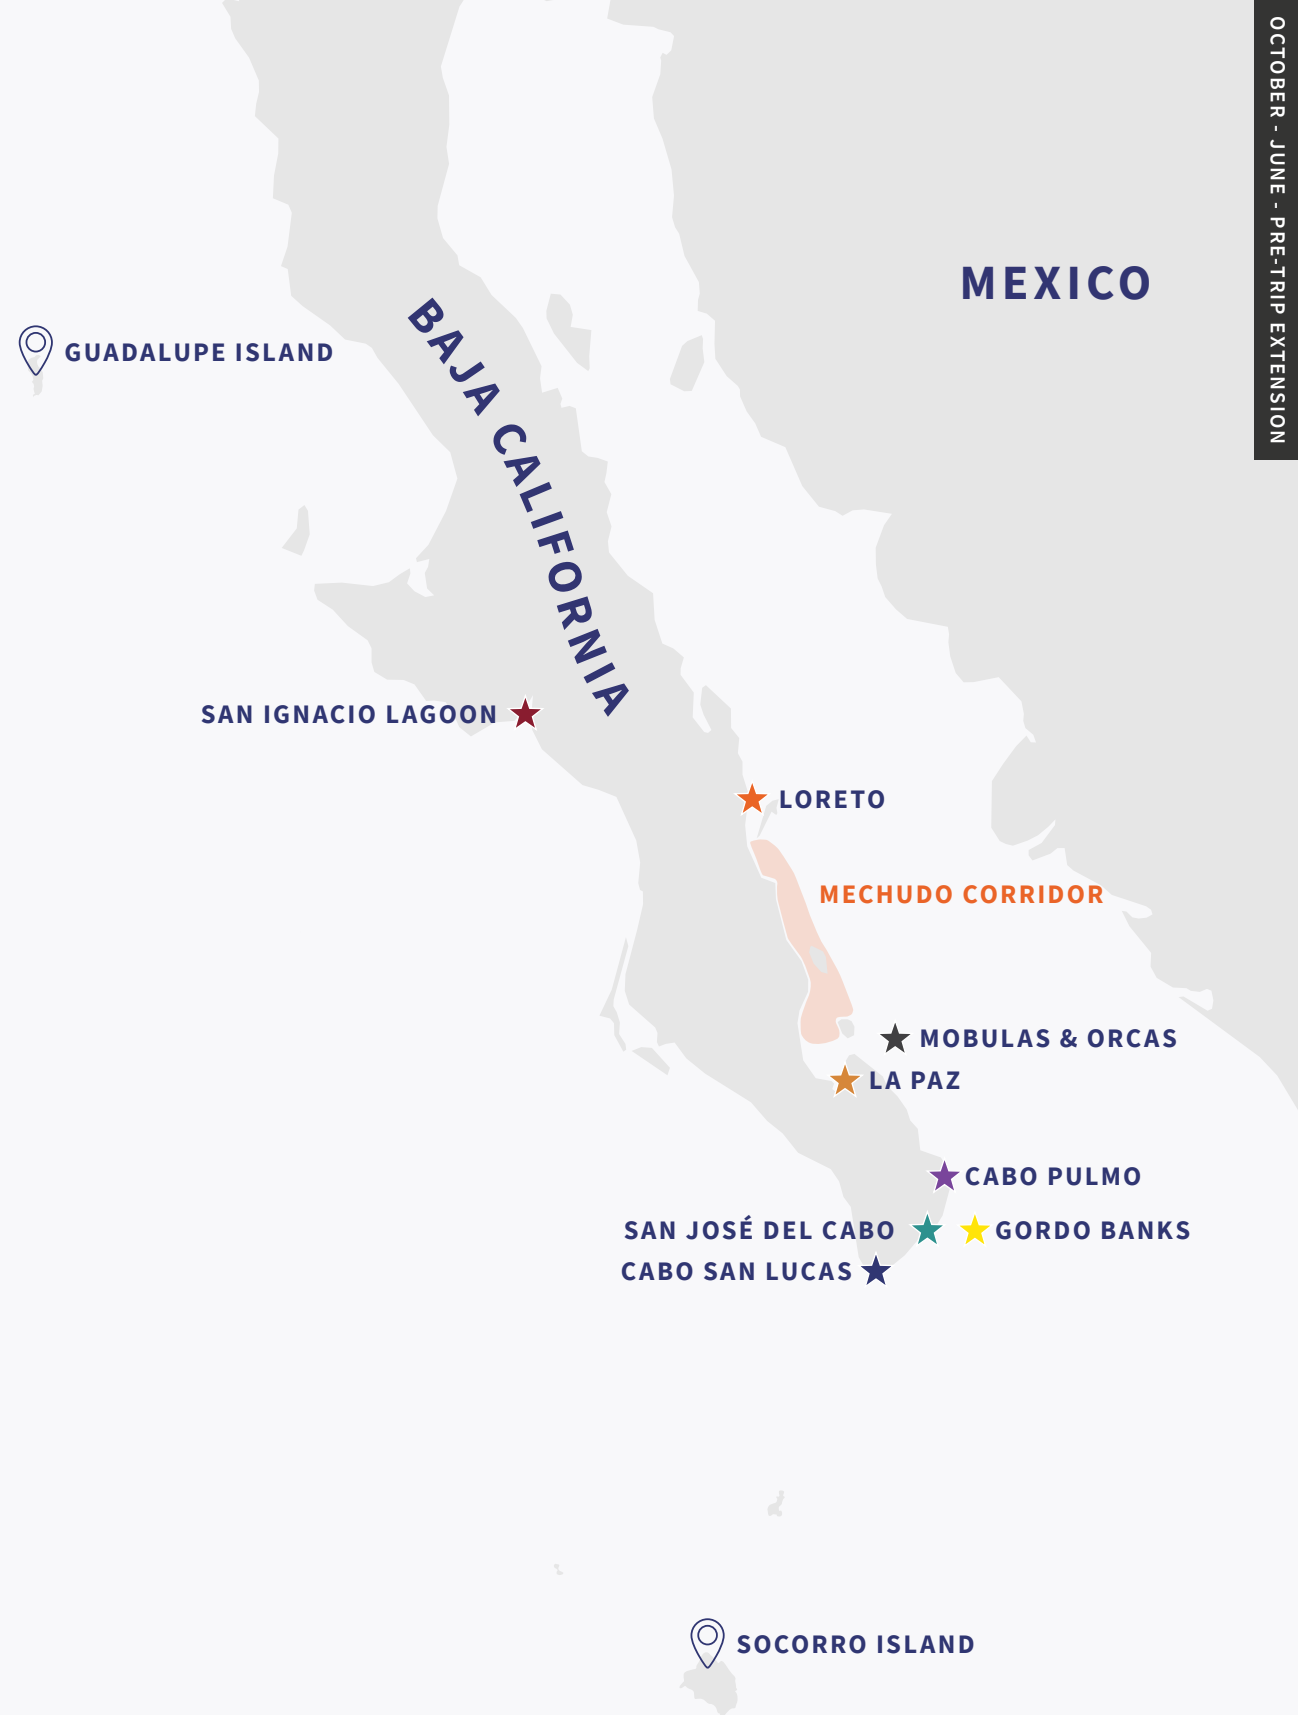 OCTOBER - JUNE - PRE-TRIP EXTENSION
MEXICO
BAJA CALIFORNIA
GUADALUPE ISLAND
SAN IGNACIO LAGOON
LORETO
MECHUDO CORRIDOR
MOBULAS & ORCAS
LA PAZ
CABO PULMO
SAN JOSÉ DEL CABO
GORDO BANKS
CABO SAN LUCAS
SOCORRO ISLAND